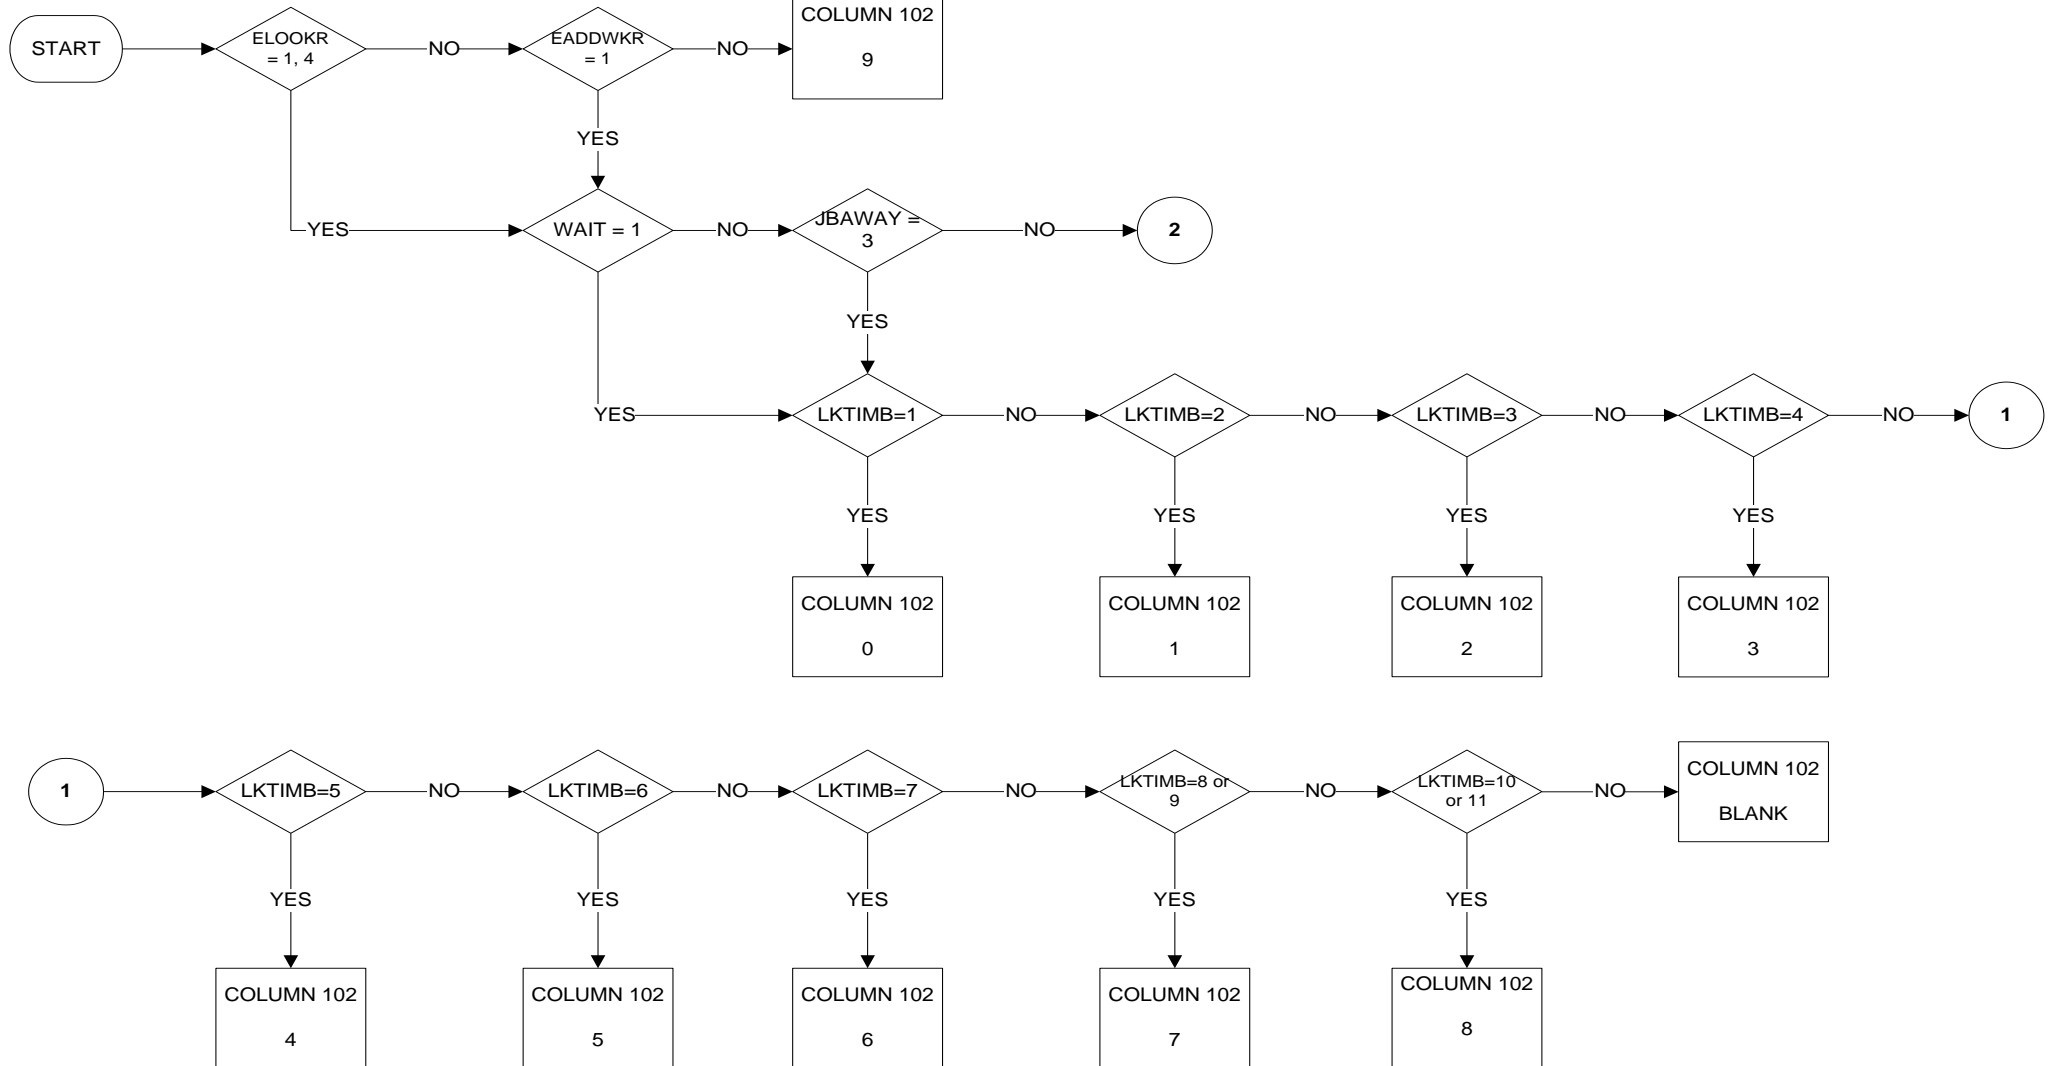 START
ELOOKR
= 1, 4
NO
EADDWKR
= 1
NO
COLUMN 102
9
YES
YES
WAIT = 1
NO
JBAWAY =
3
NO
2
YES
YES
LKTIMB=1
NO
LKTIMB=2
NO
LKTIMB=3
NO
LKTIMB=4
NO
1
YES
YES
YES
YES
COLUMN 102
0
COLUMN 102
1
COLUMN 102
2
COLUMN 102
3
1
LKTIMB=5
NO
LKTIMB=6
NO
LKTIMB=7
NO
LKTIMB=8 or
9
NO
LKTIMB=10
or 11
NO
COLUMN 102
BLANK
YES
YES
YES
YES
YES
COLUMN 102
4
COLUMN 102
5
COLUMN 102
6
COLUMN 102
7
COLUMN 102
8